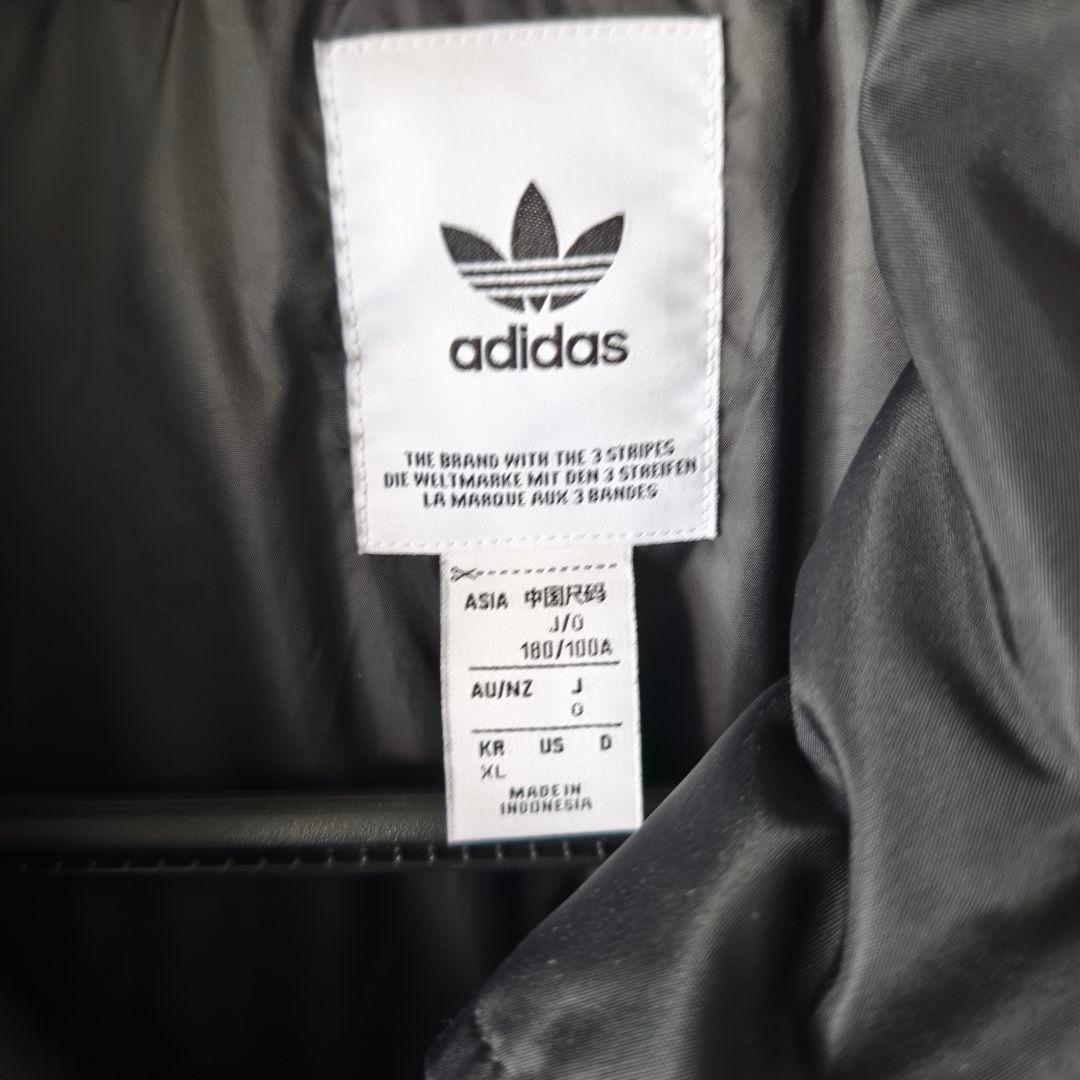 adidas
THE BRAND WITH THE 3 STRIPES
DIE WELTMARKE MIT DEN 3 STREIFEN
LA MARQUE AUX 3 BANDES
ASIA 中国尺码
J/O
180/100A
AU/NZ J
O
KR US D
XL
MADE IN
INDONESIA